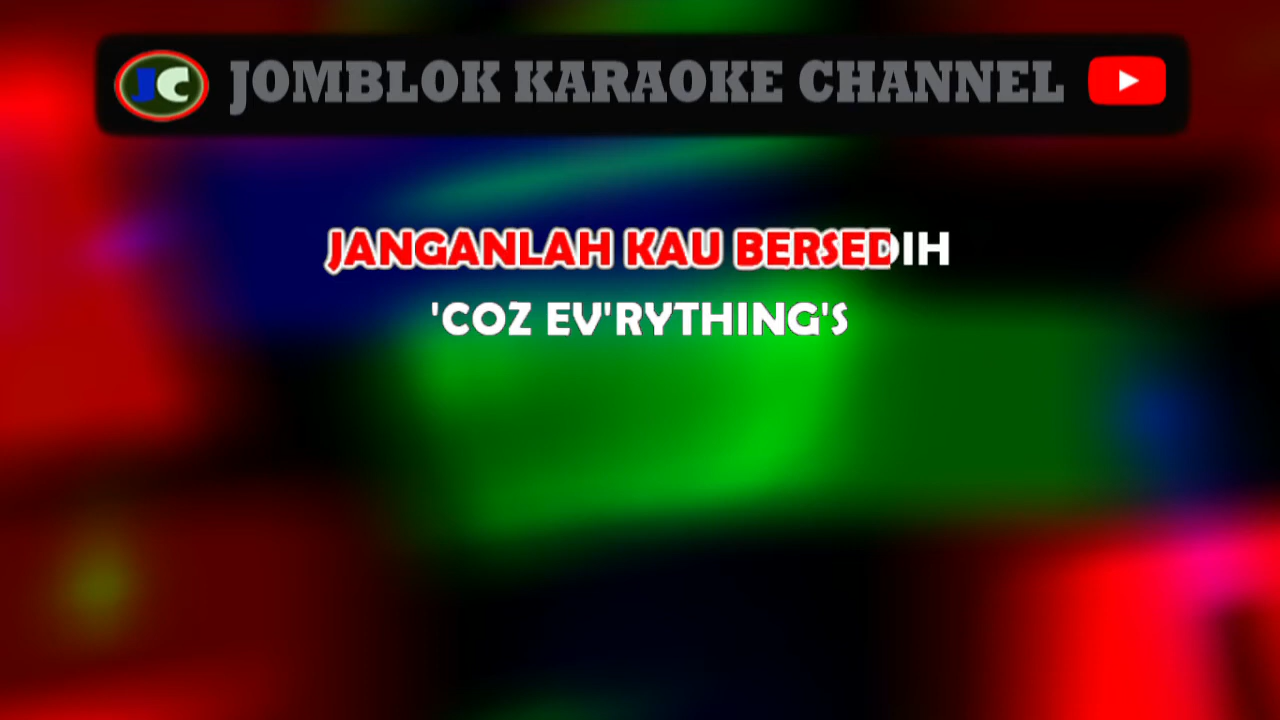 JC JOMBLOK KARAOKE CHANNEL
JANGANLAH KAU BERSEDIH
'COZ EV'RYTHING'S